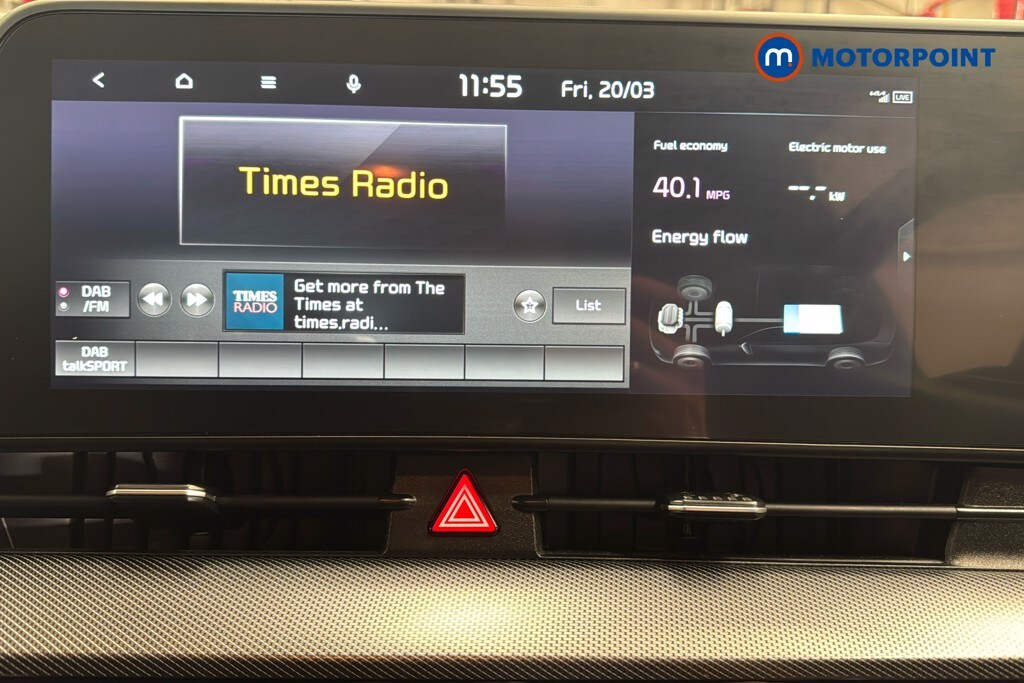 m MOTORPOINT
11:55 Fri, 20/03
LIVE
Times Radio
Fuel economy Electric motor use
40.1 MPG --.- kW
Energy flow
DAB
/FM
TIMES
RADIO
Get more from The
Times at
times.radi...
List
DAB
talkSPORT